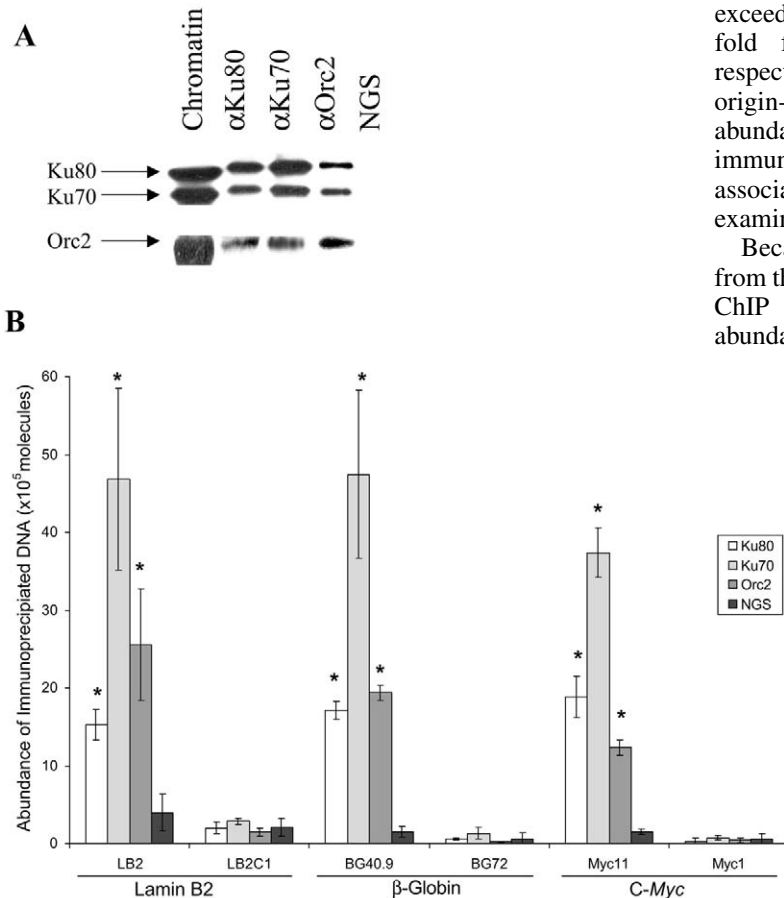 A
Chromatin
αKu80
αKu70
αOrc2
NGS
Ku80
Ku70
Orc2
exceed
fold f
respect
origin-
abunda
immun
associa
examin
Beca
from th
ChIP
abunda
B
Abundance of Immunoprecipiated DNA (x10⁵ molecules)
60
50
40
30
20
10
0
* * *
* * *
* * *
Ku80
Ku70
Orc2
NGS
LB2 LB2C1 BG40.9 BG72 Myc11 Myc1
Lamin B2 β-Globin C-Myc